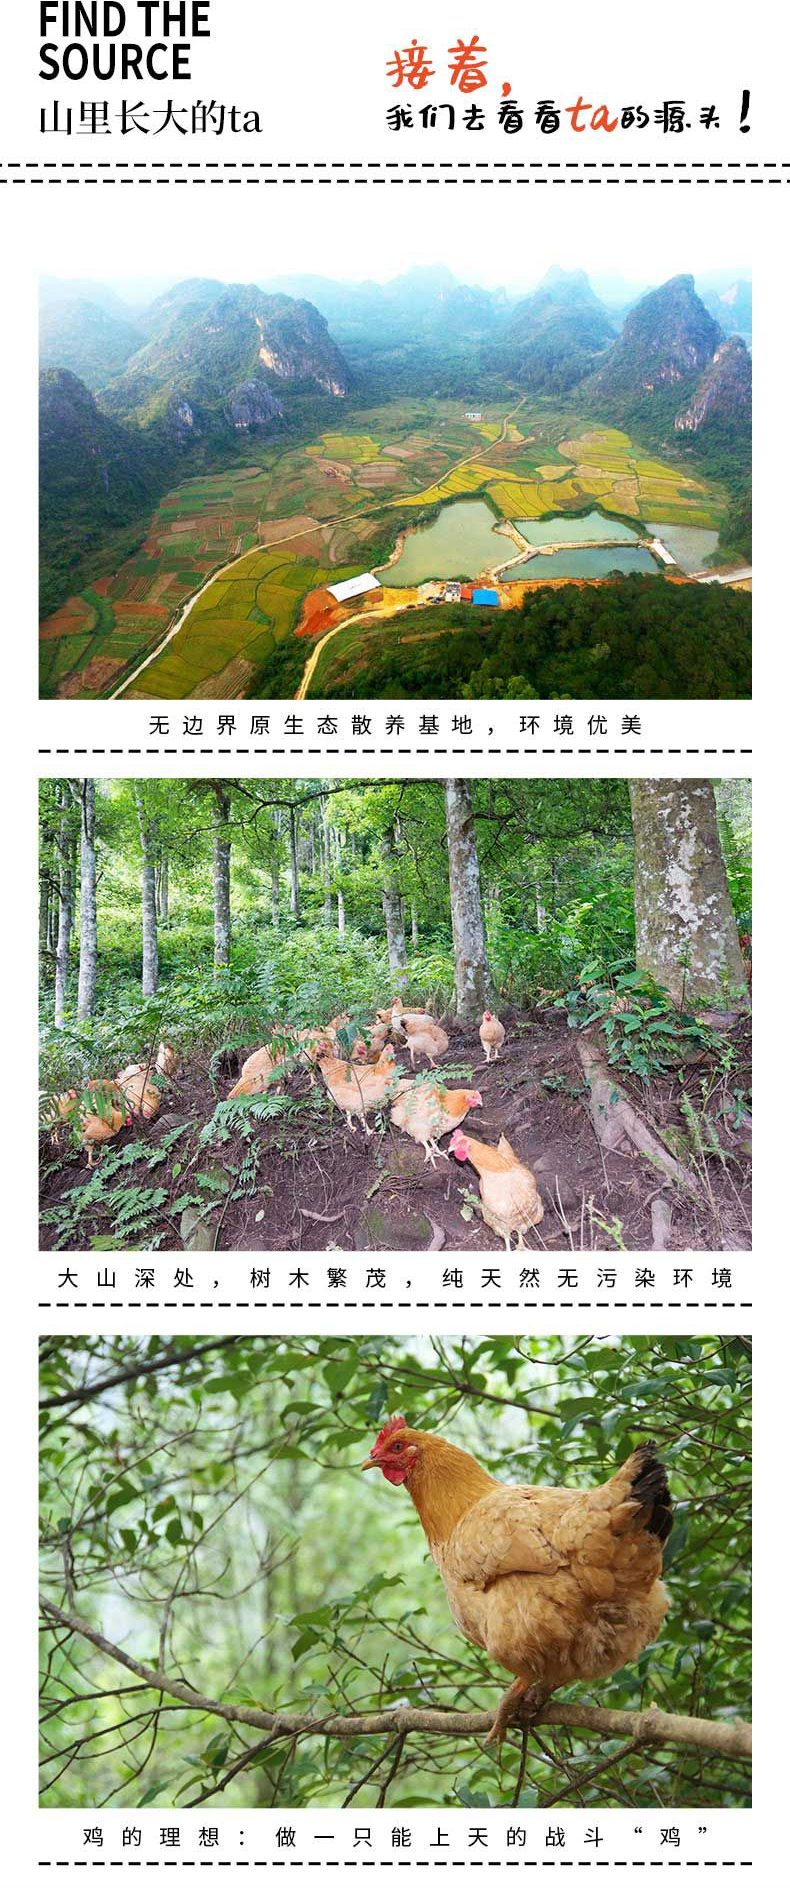 FIND THE
SOURCE
山里长大的ta
接着,
我们去看看ta的源头!
无边界原生态散养基地，环境优美
大山深处，树木繁茂，纯天然无污染环境
鸡的理想：做一只能上天的战斗“鸡”